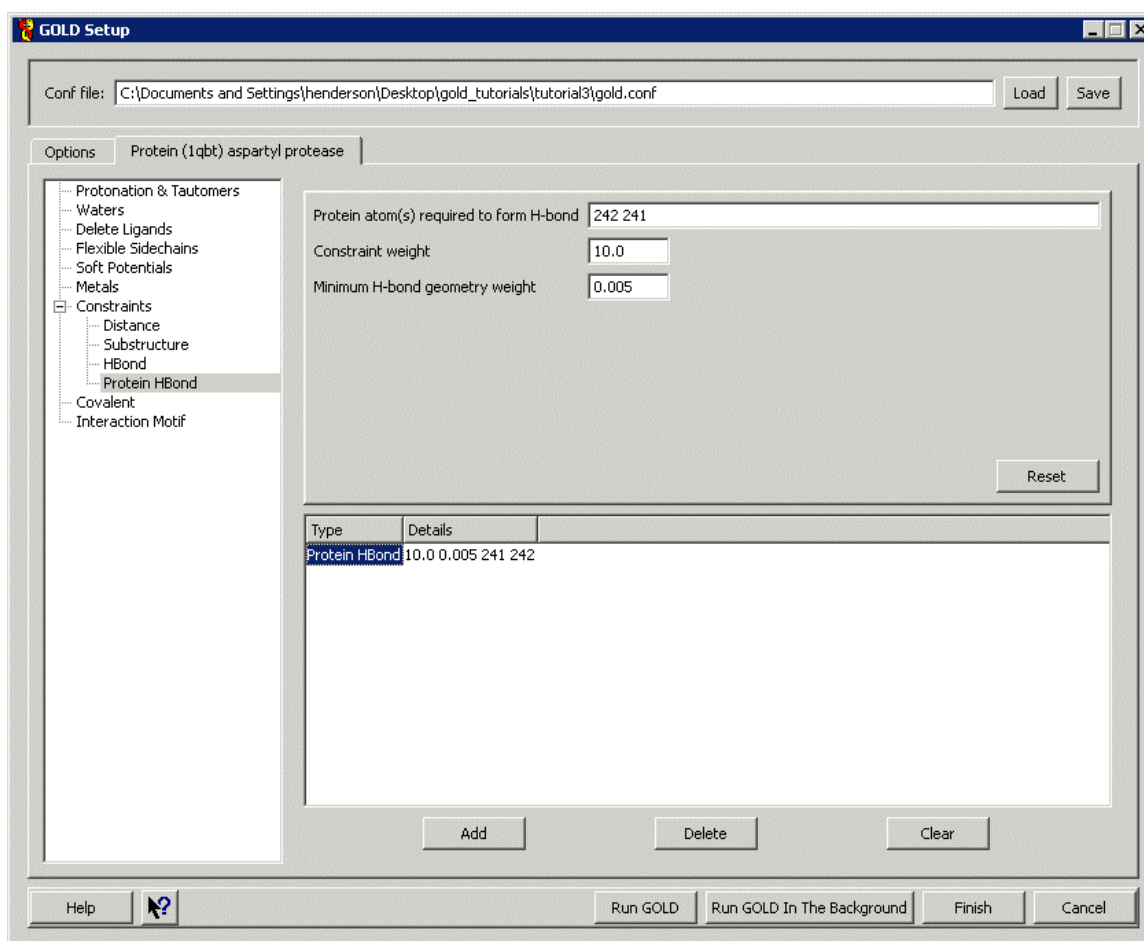 GOLD Setup
Conf file: C:\Documents and Settings\henderson\Desktop\gold_tutorials\tutorial3\gold.conf Load Save
Options Protein (1qbt) aspartyl protease
Protonation & Tautomers
Waters
Delete Ligands
Flexible Sidechains
Soft Potentials
Metals
Constraints
Distance
Substructure
HBond
Protein HBond
Covalent
Interaction Motif
Protein atom(s) required to form H-bond 242 241
Constraint weight 10.0
Minimum H-bond geometry weight 0.005
Reset
Type Details
Protein HBond 10.0 0.005 241 242
Add Delete Clear
Help Run GOLD Run GOLD In The Background Finish Cancel